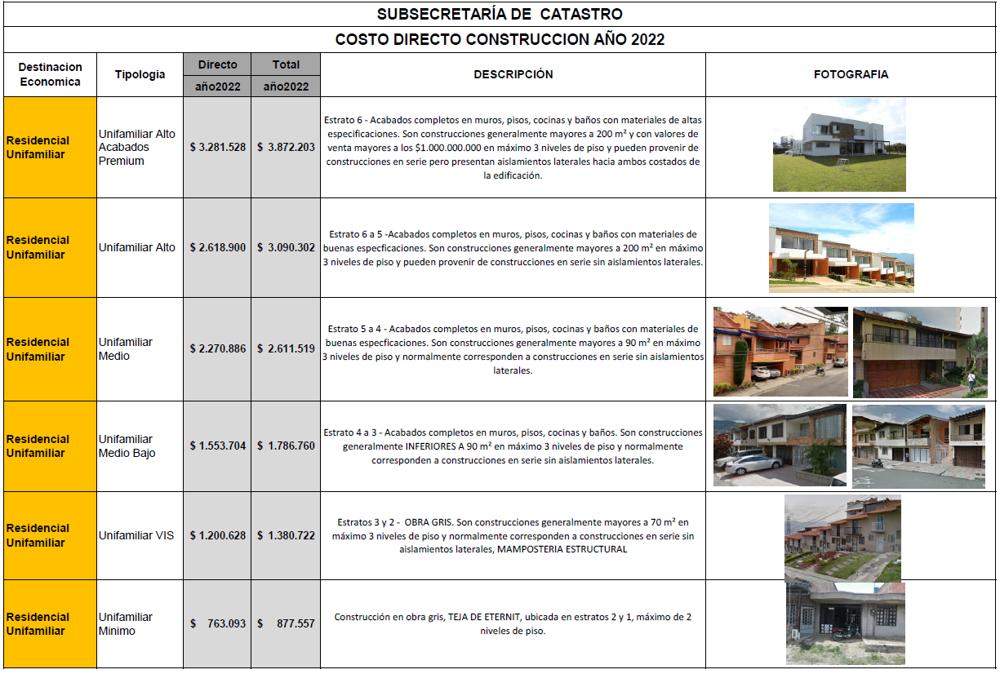 SUBSECRETARÍA DE CATASTRO
COSTO DIRECTO CONSTRUCCION AÑO 2022
Destinacion
Economica
Tipologia
Directo
Total
año2022
año2022
DESCRIPCIÓN
FOTOGRAFIA
Residencial
Unifamiliar
Unifamiliar Alto
Acabados
Premium
$ 3.281.528
$ 3.872.203
Estrato 6 - Acabados completos en muros, pisos, cocinas y baños con materiales de altas
especificaciones. Son construcciones generalmente mayores a 200 m² y con valores de
venta mayores a los $1.000.000.000 en máximo 3 niveles de piso y pueden provenir de
construcciones en serie pero presentan aislamientos laterales hacia ambos costados de
la edificación.
Residencial
Unifamiliar
Unifamiliar Alto
$ 2.618.900
$ 3.090.302
Estrato 6 a 5 -Acabados completos en muros, pisos, cocinas y baños con materiales de
buenas especficaciones. Son construcciones generalmente mayores a 200 m² en máximo
3 niveles de piso y pueden provenir de construcciones en serie sin aislamientos laterales.
Residencial
Unifamiliar
Unifamiliar
Medio
$ 2.270.886
$ 2.611.519
Estrato 5 a 4 - Acabados completos en muros, pisos, cocinas y baños con materiales de
buenas especficaciones. Son construcciones generalmente mayores a 90 m² en máximo
3 niveles de piso y normalmente corresponden a construcciones en serie sin aislamientos
laterales.
Residencial
Unifamiliar
Unifamiliar
Medio Bajo
$ 1.553.704
$ 1.786.760
Estrato 4 a 3 - Acabados completos en muros, pisos, cocinas y baños. Son construcciones
generalmente INFERIORES A 90 m² en máximo 3 niveles de piso y normalmente
corresponden a construcciones en serie sin aislamientos laterales.
Residencial
Unifamiliar
Unifamiliar VIS
$ 1.200.628
$ 1.380.722
Estratos 3 y 2 - OBRA GRIS. Son construcciones generalmente mayores a 70 m² en
máximo 3 niveles de piso y normalmente corresponden a construcciones en serie sin
aislamientos laterales, MAMPOSTERIA ESTRUCTURAL
Residencial
Unifamiliar
Unifamiliar
Minimo
$ 763.093
$ 877.557
Construcción en obra gris, TEJA DE ETERNIT, ubicada en estratos 2 y 1, máximo de 2
niveles de piso.